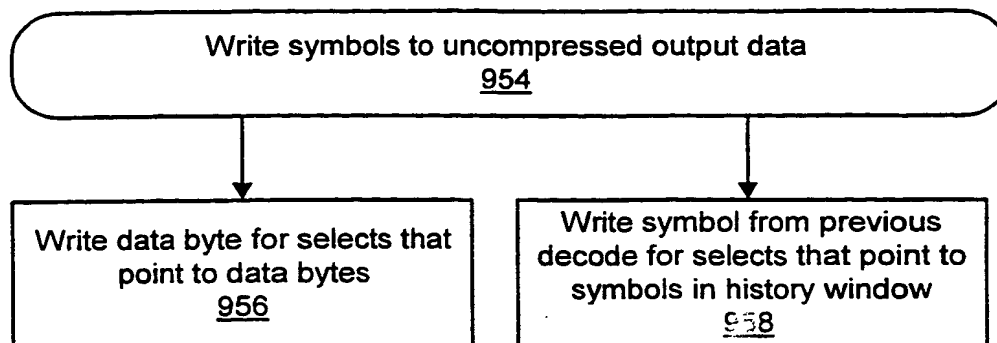 Write symbols to uncompressed output data
954
Write data byte for selects that
point to data bytes
956
Write symbol from previous
decode for selects that point to
symbols in history window
958